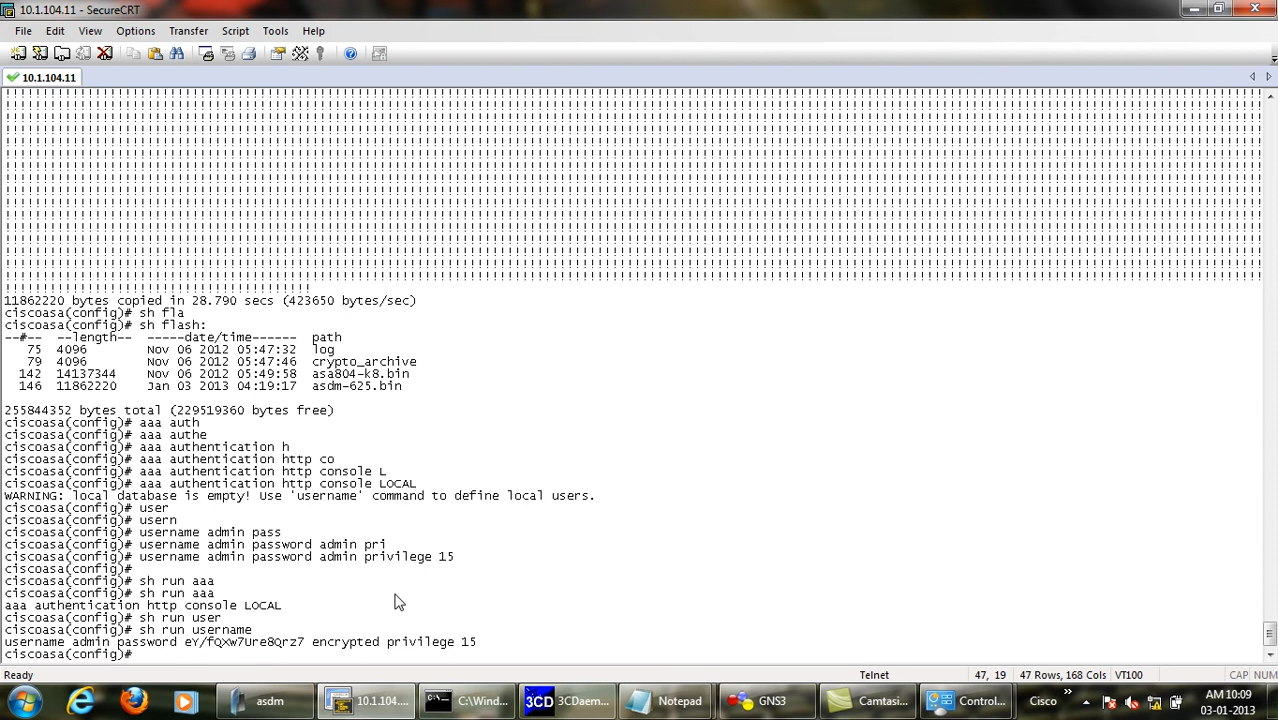 10.1.104.11 - SecureCRT
File Edit View Options Transfer Script Tools Help
10.1.104.11
11862220 bytes copied in 28.790 secs (423650 bytes/sec)
ciscoasa(config)# sh fla
ciscoasa(config)# sh flash:
--#-- --length-- -----date/time------ path
75 4096 Nov 06 2012 05:47:32 log
79 4096 Nov 06 2012 05:47:46 crypto_archive
142 14137344 Nov 06 2012 05:49:58 asa804-k8.bin
146 11862220 Jan 03 2013 04:19:17 asdm-625.bin
255844352 bytes total (229519360 bytes free)
ciscoasa(config)# aaa auth
ciscoasa(config)# aaa authe
ciscoasa(config)# aaa authentication h
ciscoasa(config)# aaa authentication http co
ciscoasa(config)# aaa authentication http console L
ciscoasa(config)# aaa authentication http console LOCAL
WARNING: local database is empty! Use 'username' command to define local users.
ciscoasa(config)# user
ciscoasa(config)# usern
ciscoasa(config)# username admin pass
ciscoasa(config)# username admin password admin pri
ciscoasa(config)# username admin password admin privilege 15
ciscoasa(config)#
ciscoasa(config)# sh run aaa
ciscoasa(config)# sh run aaa
aaa authentication http console LOCAL
ciscoasa(config)# sh run user
ciscoasa(config)# sh run username
username admin password eY/fQXw7Ure8Qrz7 encrypted privilege 15
ciscoasa(config)#
Ready Telnet 47, 19 47 Rows, 168 Cols VT100 CAP NUM
asdm 10.1.104.... C:\Wind... 3CD 3CDaem... Notepad GNS3 Camtasi... Control... Cisco AM 10:09
03-01-2013